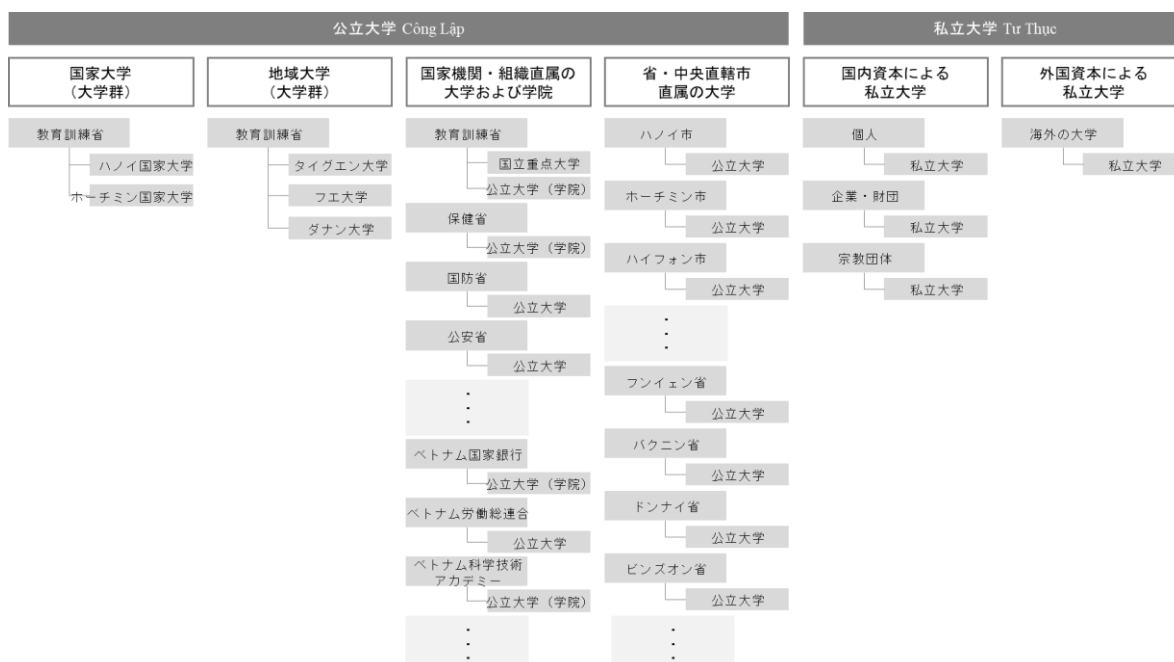 公立大学 Công Lập
私立大学 Tư Thục
国家大学
（大学群）
教育訓練省
ハノイ国家大学
ホーチミン国家大学
地域大学
（大学群）
教育訓練省
タイグエン大学
フエ大学
ダナン大学
国家機関・組織直属の
大学および学院
教育訓練省
国立重点大学
公立大学（学院）
保健省
公立大学（学院）
国防省
公立大学
公安省
公立大学
ベトナム国家銀行
公立大学（学院）
ベトナム労働総連合
公立大学
ベトナム科学技術
アカデミー
公立大学（学院）
省・中央直轄市
直属の大学
ハノイ市
公立大学
ホーチミン市
公立大学
ハイフォン市
公立大学
フンイェン省
公立大学
バクニン省
公立大学
ドンナイ省
公立大学
ビンズオン省
公立大学
国内資本による
私立大学
個人
私立大学
企業・財団
私立大学
宗教団体
私立大学
外国資本による
私立大学
海外の大学
私立大学